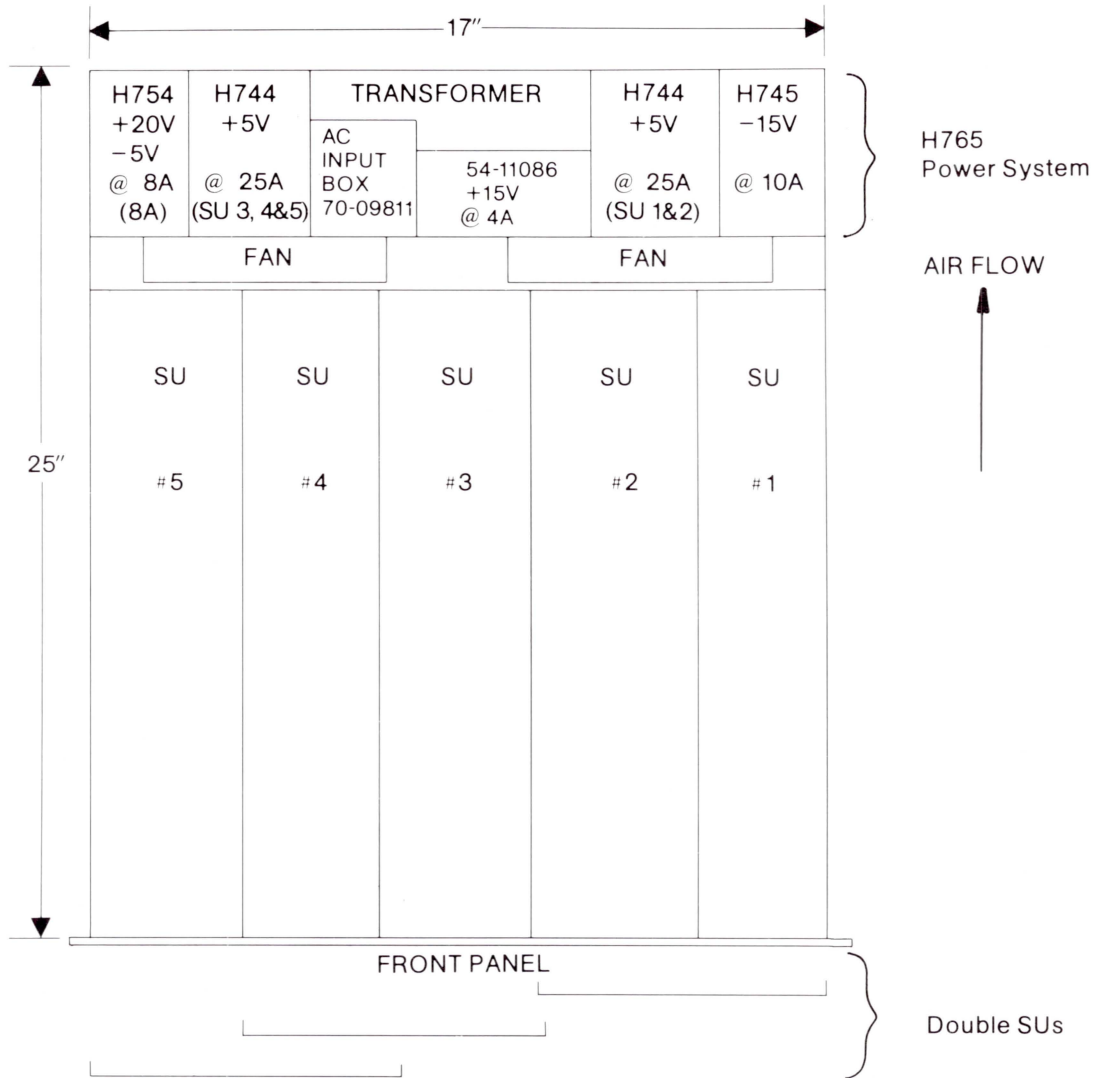 17″
H754
+20V
−5V
@ 8A
(8A)
H744
+5V
@ 25A
(SU 3, 4&5)
TRANSFORMER
AC
INPUT
BOX
70-09811
54-11086
+15V
@ 4A
H744
+5V
@ 25A
(SU 1&2)
H745
−15V
@ 10A
H765
Power System
FAN
FAN
AIR FLOW
25″
SU
#5
SU
#4
SU
#3
SU
#2
SU
#1
FRONT PANEL
Double SUs